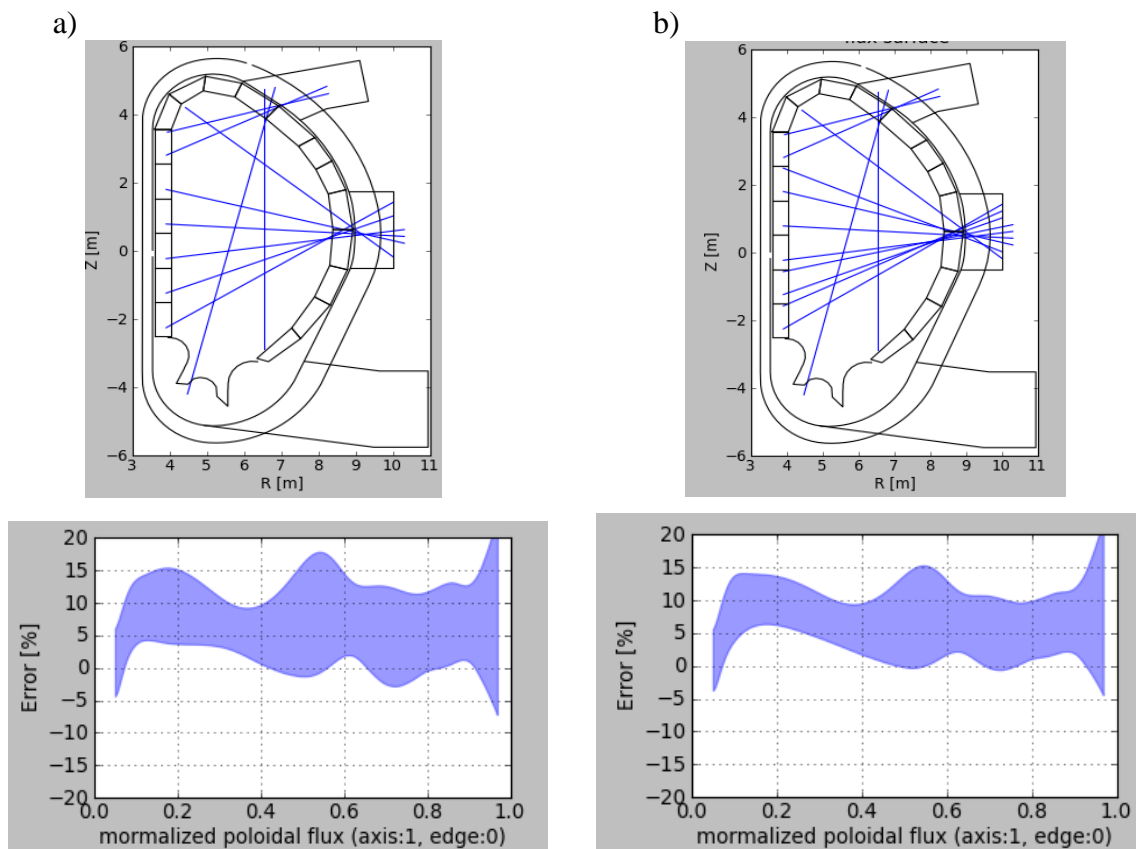 a)
b)
flux surface
6
4
2
0
−2
−4
−6
Z [m]
3 4 5 6 7 8 9 10 11
R [m]
6
4
2
0
−2
−4
−6
Z [m]
3 4 5 6 7 8 9 10 11
R [m]
20
15
10
5
0
−5
−10
−15
−20
Error [%]
0.0 0.2 0.4 0.6 0.8 1.0
mormalized poloidal flux (axis:1, edge:0)
20
15
10
5
0
−5
−10
−15
−20
Error [%]
0.0 0.2 0.4 0.6 0.8 1.0
mormalized poloidal flux (axis:1, edge:0)